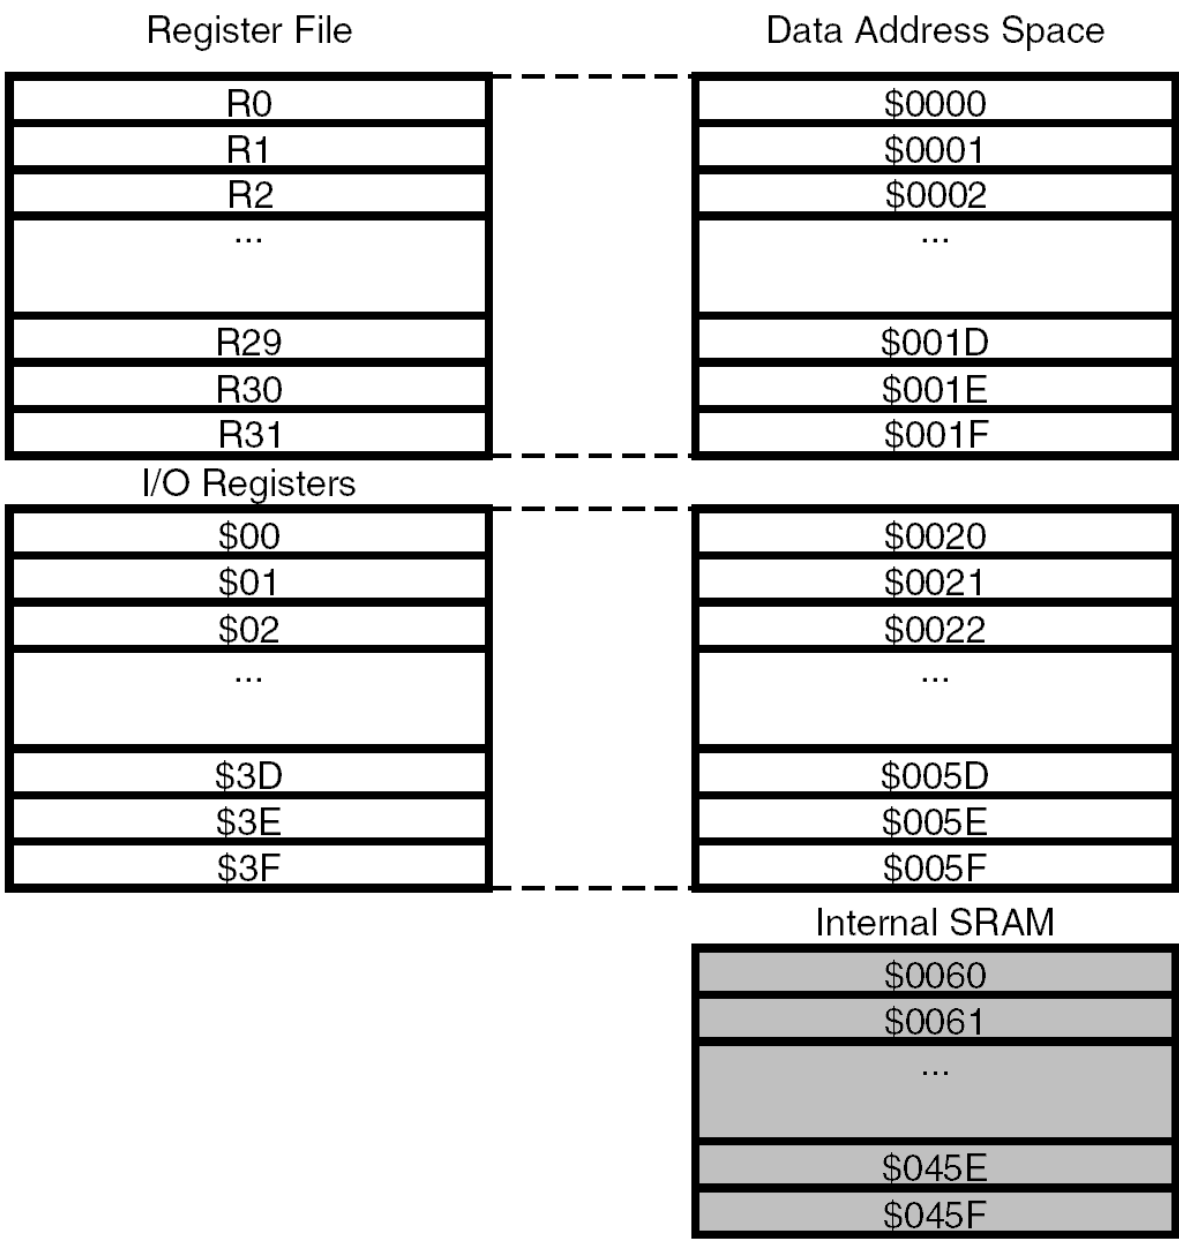 Register File Data Address Space
R0 $0000
R1 $0001
R2 $0002
... ...
R29 $001D
R30 $001E
R31 $001F
I/O Registers
$00 $0020
$01 $0021
$02 $0022
... ...
$3D $005D
$3E $005E
$3F $005F
Internal SRAM
$0060
$0061
...
$045E
$045F